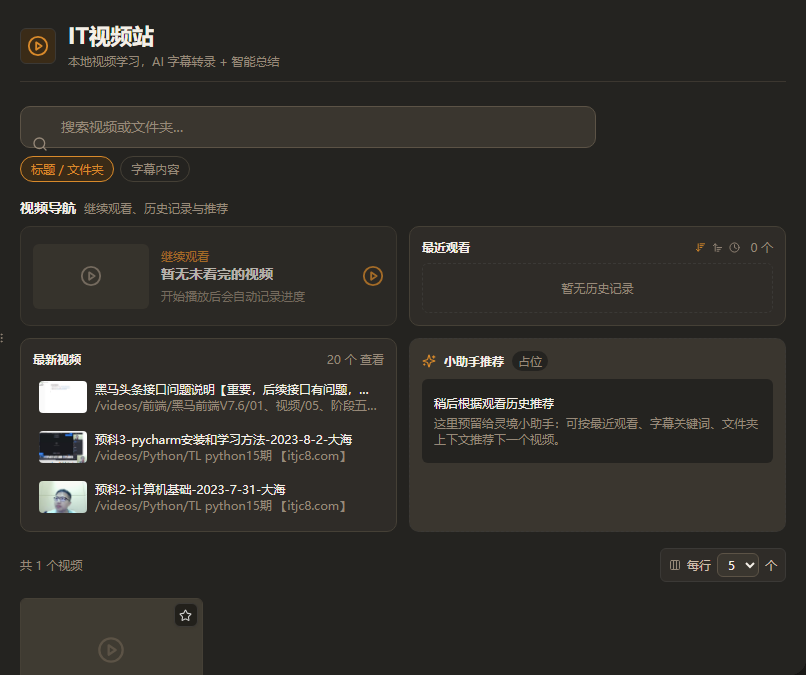 IT视频站
本地视频学习，AI 字幕转录 + 智能总结
搜索视频或文件夹...
标题 / 文件夹
字幕内容
视频导航 继续观看、历史记录与推荐
继续观看
暂无未看完的视频
开始播放后会自动记录进度
最近观看
0 个
暂无历史记录
最新视频
20 个 查看
黑马头条接口问题说明【重要，后续接口有问题，...
/videos/前端/黑马前端V7.6/01、视频/05、阶段五...
预科3-pycharm安装和学习方法-2023-8-2-大海
/videos/Python/TL python15期 【itjc8.com】
预科2-计算机基础-2023-7-31-大海
/videos/Python/TL python15期 【itjc8.com】
小助手推荐 占位
稍后根据观看历史推荐
这里预留给灵境小助手：可按最近观看、字幕关键词、文件夹
上下文推荐下一个视频。
共 1 个视频
每行 5 个